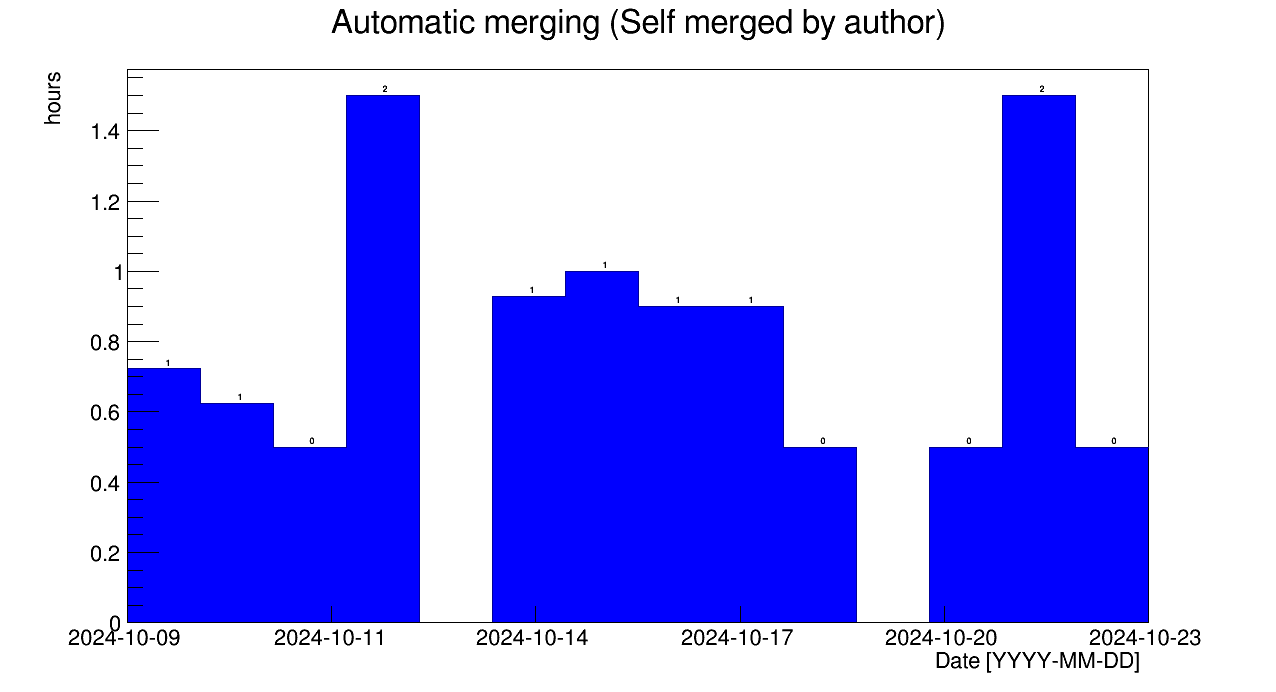 Automatic merging (Self merged by author)
hours
1.4
1.2
1
0.8
0.6
0.4
0.2
0
1 1 0 2 1 1 1 1 0 0 2 0
2024-10-09 2024-10-11 2024-10-14 2024-10-17 2024-10-20 2024-10-23
Date [YYYY-MM-DD]